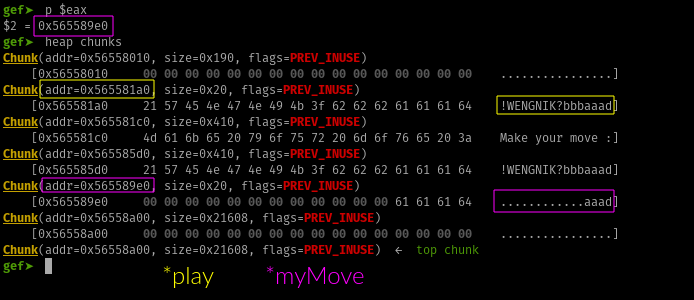 gef➤  p $eax
$2 = 0x565589e0
gef➤  heap chunks
Chunk(addr=0x56558010, size=0x190, flags=PREV_INUSE)
[0x56558010     00 00 00 00 00 00 00 00 00 00 00 00 00 00 00 00    ................]
Chunk(addr=0x565581a0, size=0x20, flags=PREV_INUSE)
[0x565581a0     21 57 45 4e 47 4e 49 4b 3f 62 62 62 61 61 61 64    !WENGNIK?bbbaaad]
Chunk(addr=0x565581c0, size=0x410, flags=PREV_INUSE)
[0x565581c0     4d 61 6b 65 20 79 6f 75 72 20 6d 6f 76 65 20 3a    Make your move :]
Chunk(addr=0x565585d0, size=0x410, flags=PREV_INUSE)
[0x565585d0     21 57 45 4e 47 4e 49 4b 3f 62 62 62 61 61 61 64    !WENGNIK?bbbaaad]
Chunk(addr=0x565589e0, size=0x20, flags=PREV_INUSE)
[0x565589e0     00 00 00 00 00 00 00 00 00 00 00 00 61 61 61 64    ............aaad]
Chunk(addr=0x56558a00, size=0x21608, flags=PREV_INUSE)
[0x56558a00     00 00 00 00 00 00 00 00 00 00 00 00 00 00 00 00    ................]
Chunk(addr=0x56558a00, size=0x21608, flags=PREV_INUSE)  ←  top chunk
gef➤
*play *myMove